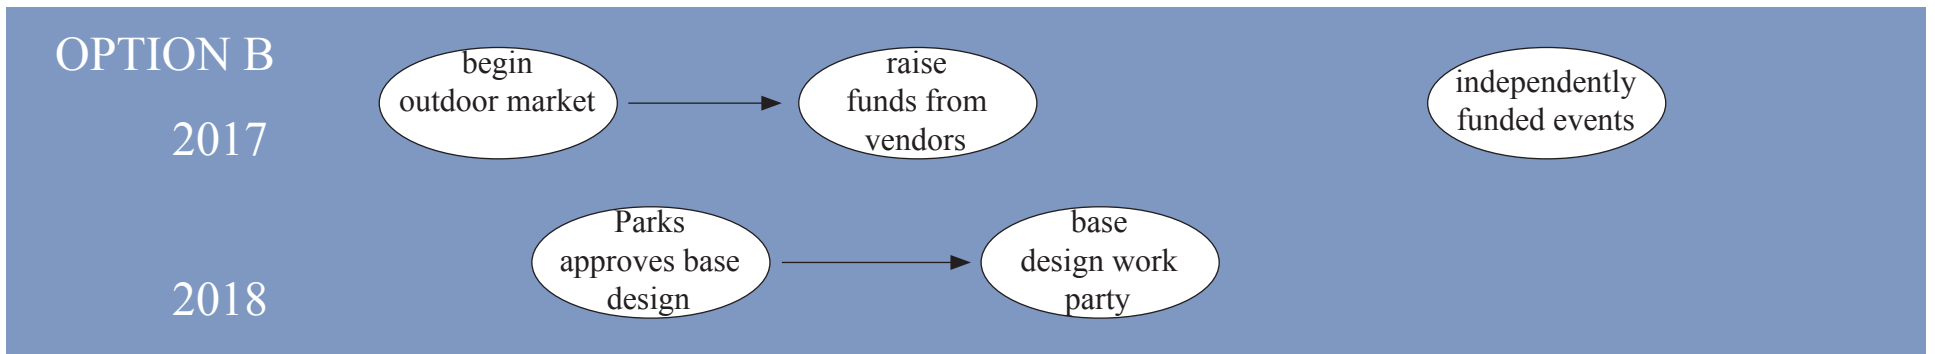 OPTION B
2017
begin
outdoor market
raise
funds from
vendors
independently
funded events
2018
Parks
approves base
design
base
design work
party